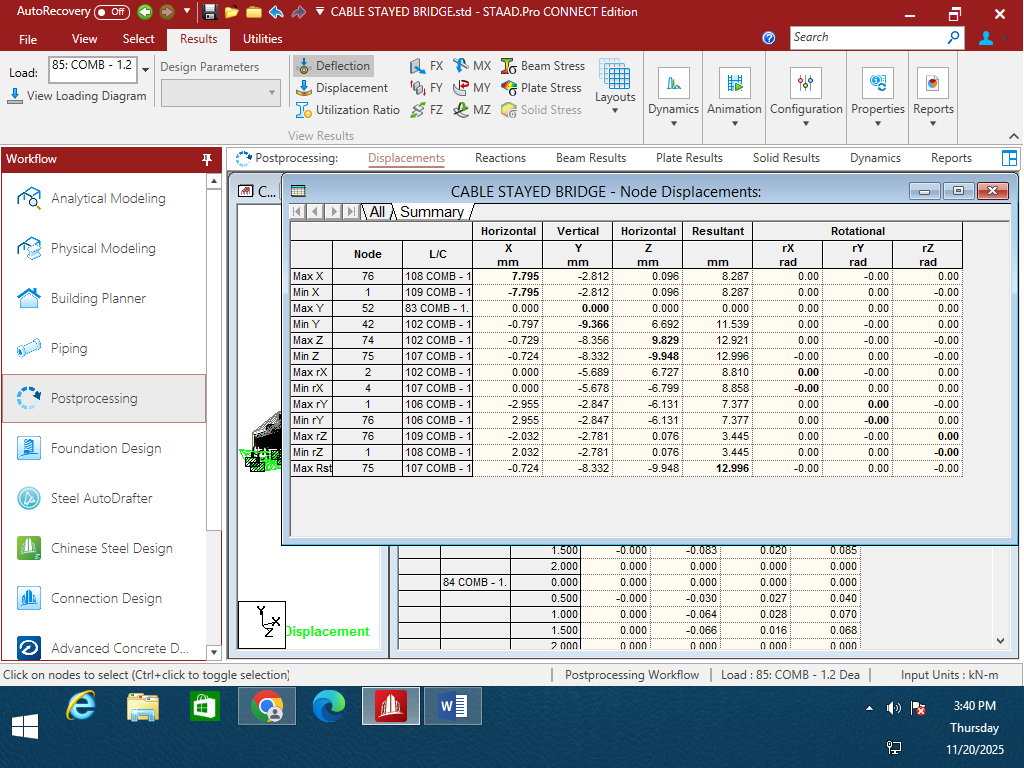 AutoRecovery Off CABLE STAYED BRIDGE.std - STAAD.Pro CONNECT Edition
File View Select Results Utilities Search
Load: 85: COMB - 1.2 Design Parameters
View Loading Diagram
Deflection FX MX Beam Stress
Displacement FY MY Plate Stress
Utilization Ratio FZ MZ Solid Stress
View Results
Layouts Dynamics Animation Configuration Properties Reports
Workflow
Postprocessing: Displacements Reactions Beam Results Plate Results Solid Results Dynamics Reports
Analytical Modeling
Physical Modeling
Building Planner
Piping
Postprocessing
Foundation Design
Steel AutoDrafter
Chinese Steel Design
Connection Design
Advanced Concrete D...
C...
CABLE STAYED BRIDGE - Node Displacements:
All Summary
Horizontal Vertical Horizontal Resultant Rotational
Node L/C X mm Y mm Z mm mm rX rad rY rad rZ rad
Max X 76 108 COMB - 1 7.795 -2.812 0.096 8.287 0.00 -0.00 0.00
Min X 1 109 COMB - 1 -7.795 -2.812 0.096 8.287 0.00 0.00 -0.00
Max Y 52 83 COMB - 1. 0.000 0.000 0.000 0.000 0.00 0.00 -0.00
Min Y 42 102 COMB - 1 -0.797 -9.366 6.692 11.539 0.00 -0.00 0.00
Max Z 74 102 COMB - 1 -0.729 -8.356 9.829 12.921 0.00 -0.00 -0.00
Min Z 75 107 COMB - 1 -0.724 -8.332 -9.948 12.996 -0.00 0.00 -0.00
Max rX 2 102 COMB - 1 0.000 -5.689 6.727 8.810 0.00 0.00 -0.00
Min rX 4 107 COMB - 1 0.000 -5.678 -6.799 8.858 -0.00 0.00 -0.00
Max rY 1 106 COMB - 1 -2.955 -2.847 -6.131 7.377 -0.00 0.00 -0.00
Min rY 76 106 COMB - 1 2.955 -2.847 -6.131 7.377 -0.00 -0.00 0.00
Max rZ 76 109 COMB - 1 -2.032 -2.781 0.076 3.445 0.00 -0.00 0.00
Min rZ 1 108 COMB - 1 2.032 -2.781 0.076 3.445 0.00 0.00 -0.00
Max Rst 75 107 COMB - 1 -0.724 -8.332 -9.948 12.996 -0.00 0.00 -0.00
1.500 -0.000 -0.083 0.020 0.085
2.000 0.000 0.000 0.000 0.000
84 COMB - 1. 0.000 0.000 0.000 0.000 0.000
0.500 -0.000 -0.030 0.027 0.040
1.000 0.000 -0.064 0.028 0.070
1.500 0.000 -0.066 0.016 0.068
2.000 0.000 0.000 0.000 0.000
Y X Z
Displacement
Click on nodes to select (Ctrl+click to toggle selection) Postprocessing Workflow Load : 85: COMB - 1.2 Dea Input Units : kN-m
3:40 PM
Thursday
11/20/2025